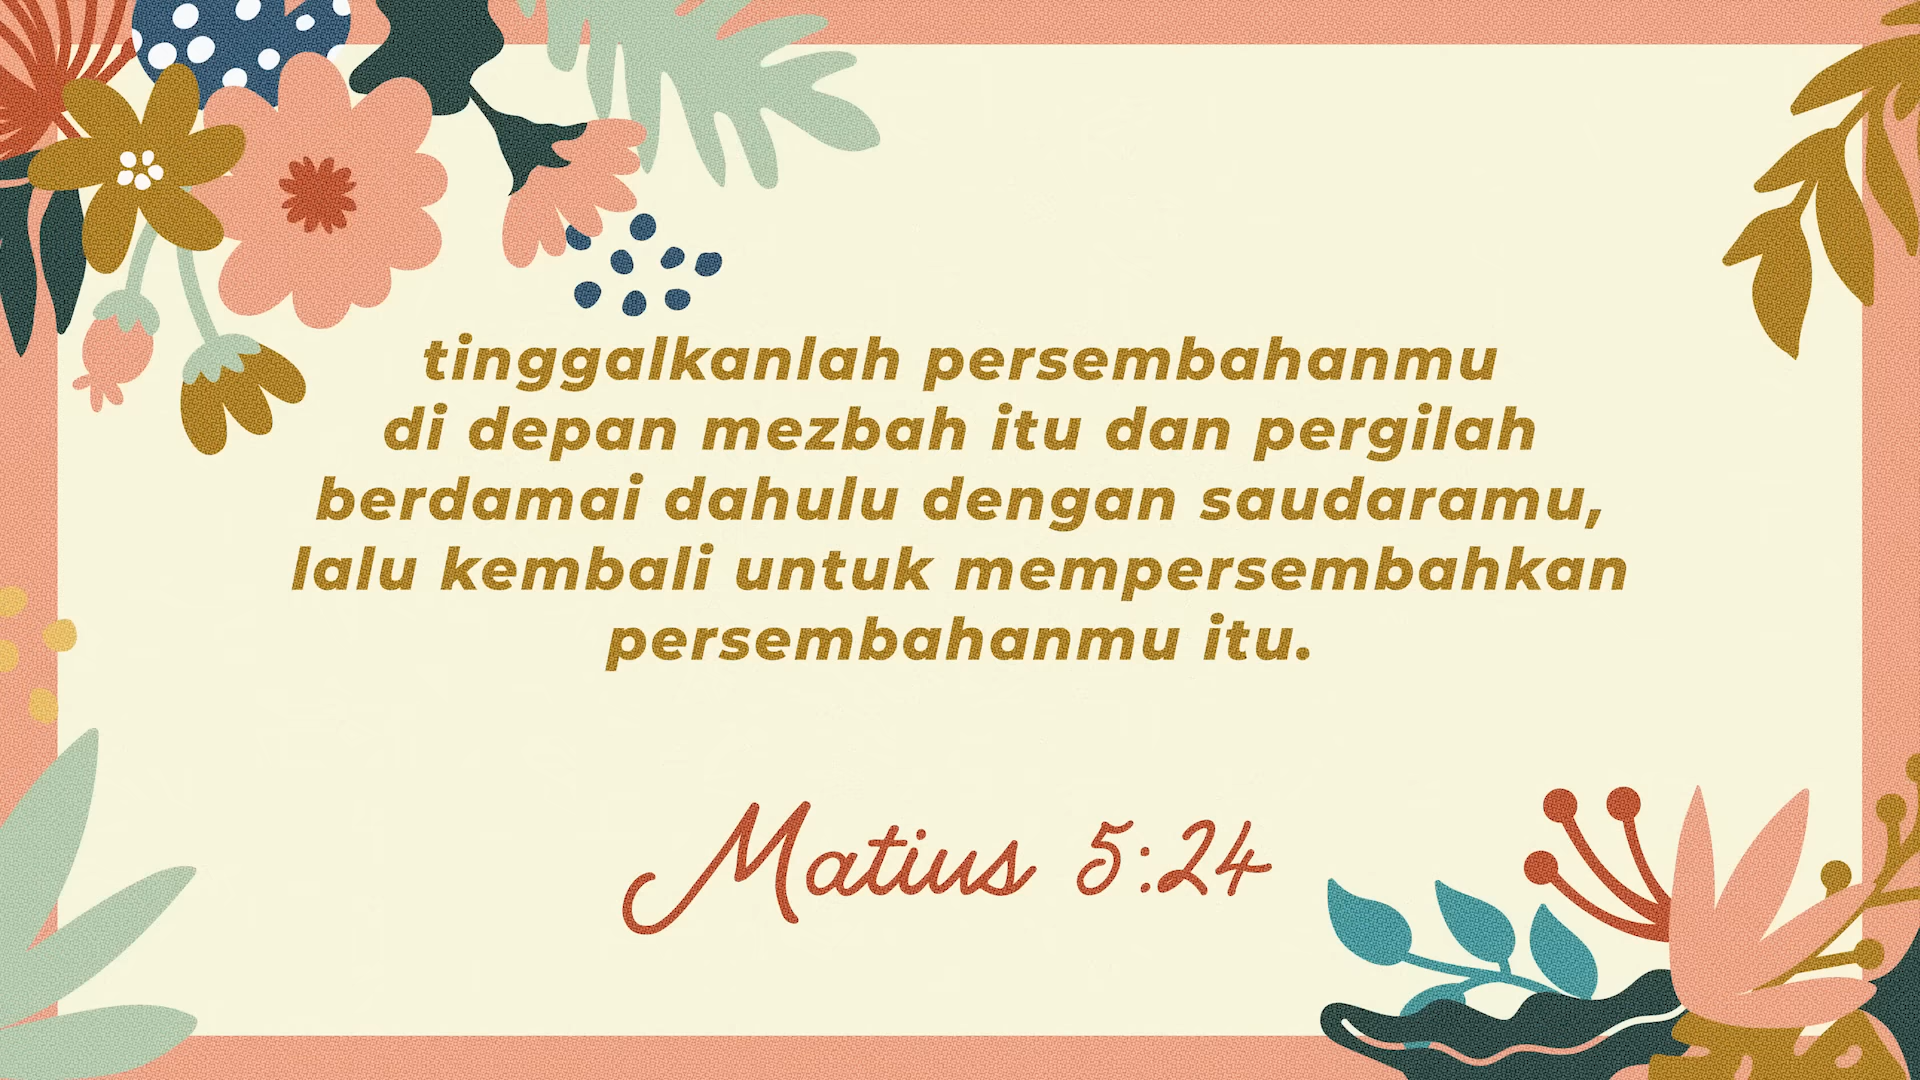 tinggalkanlah persembahanmu
di depan mezbah itu dan pergilah
berdamai dahulu dengan saudaramu,
lalu kembali untuk mempersembahkan
persembahanmu itu.
Matius 5:24